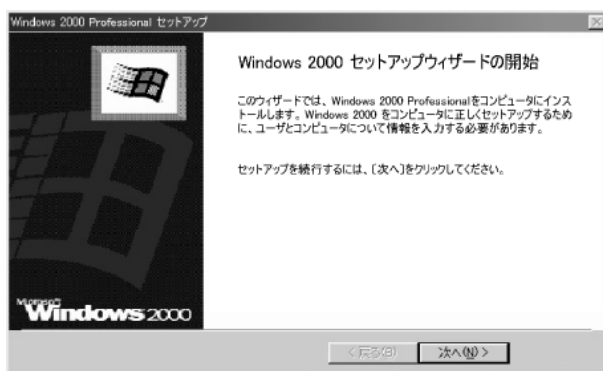 Windows 2000 Professional セットアップ
Windows 2000 セットアップウィザードの開始
このウィザードでは、Windows 2000 Professionalをコンピュータにインス
トールします。Windows 2000 をコンピュータに正しくセットアップするため
に、ユーザとコンピュータについて情報を入力する必要があります。
セットアップを続行するには、[次へ]をクリックしてください。
Microsoft
Windows 2000
< 戻る(B) 次へ(N) >